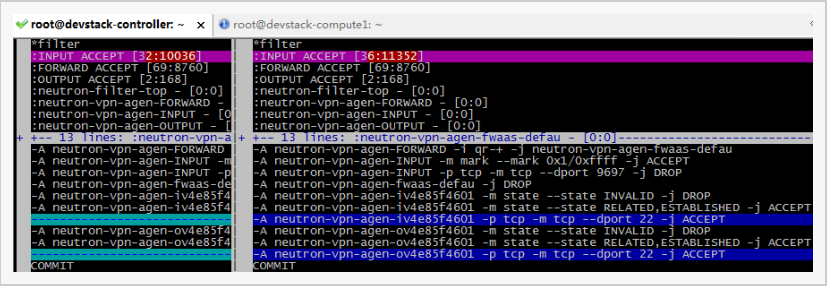 root@devstack-controller: ~ × root@devstack-compute1: ~
*filter *filter
:INPUT ACCEPT [32:10036] :INPUT ACCEPT [36:11352]
:FORWARD ACCEPT [69:8760] :FORWARD ACCEPT [69:8760]
:OUTPUT ACCEPT [2:168] :OUTPUT ACCEPT [2:168]
:neutron-filter-top - [0:0] :neutron-filter-top - [0:0]
:neutron-vpn-agen-FORWARD - :neutron-vpn-agen-FORWARD - [0:0]
:neutron-vpn-agen-INPUT - [0 :neutron-vpn-agen-INPUT - [0:0]
:neutron-vpn-agen-OUTPUT - [ :neutron-vpn-agen-OUTPUT - [0:0]
+ +-- 13 lines: :neutron-vpn-a + +-- 13 lines: :neutron-vpn-agen-fwaas-defau - [0:0]-----------------------------
-A neutron-vpn-agen-FORWARD -A neutron-vpn-agen-FORWARD -i qr-+ -j neutron-vpn-agen-fwaas-defau
-A neutron-vpn-agen-INPUT -m -A neutron-vpn-agen-INPUT -m mark --mark 0x1/0xffff -j ACCEPT
-A neutron-vpn-agen-INPUT -p -A neutron-vpn-agen-INPUT -p tcp -m tcp --dport 9697 -j DROP
-A neutron-vpn-agen-fwaas-de -A neutron-vpn-agen-fwaas-defau -j DROP
-A neutron-vpn-agen-iv4e85f4 -A neutron-vpn-agen-iv4e85f4601 -m state --state INVALID -j DROP
-A neutron-vpn-agen-iv4e85f4 -A neutron-vpn-agen-iv4e85f4601 -m state --state RELATED,ESTABLISHED -j ACCEPT
---------------------------- -A neutron-vpn-agen-iv4e85f4601 -p tcp -m tcp --dport 22 -j ACCEPT
-A neutron-vpn-agen-ov4e85f4 -A neutron-vpn-agen-ov4e85f4601 -m state --state INVALID -j DROP
-A neutron-vpn-agen-ov4e85f4 -A neutron-vpn-agen-ov4e85f4601 -m state --state RELATED,ESTABLISHED -j ACCEPT
---------------------------- -A neutron-vpn-agen-ov4e85f4601 -p tcp -m tcp --dport 22 -j ACCEPT
COMMIT COMMIT